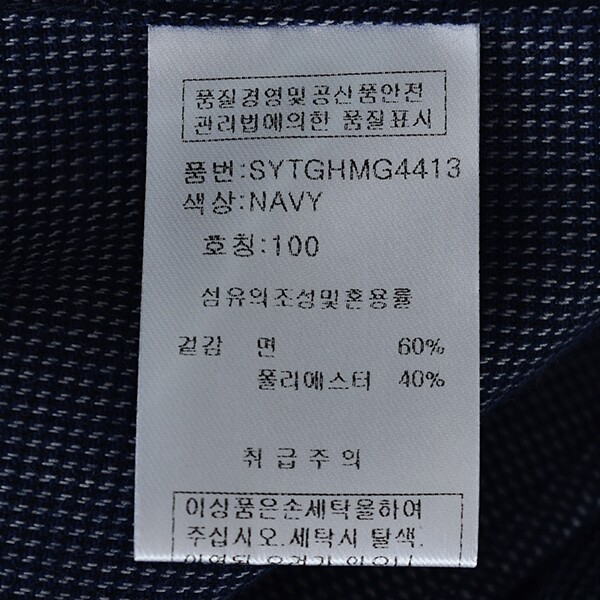 품질경영및공산품안전
관리법에의한 품질표시
품번:SYTGHMG4413
색상:NAVY
호칭:100
섬유의조성및혼용률
겉감 면 60%
폴리에스터 40%
취급주의
이상품은손세탁을하여
주십시오.세탁시 탈색.